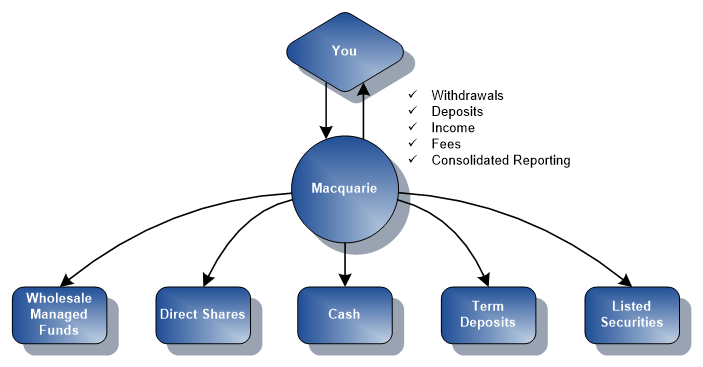 You
✓ Withdrawals
✓ Deposits
✓ Income
✓ Fees
✓ Consolidated Reporting
Macquarie
Wholesale
Managed
Funds
Direct Shares
Cash
Term
Deposits
Listed
Securities